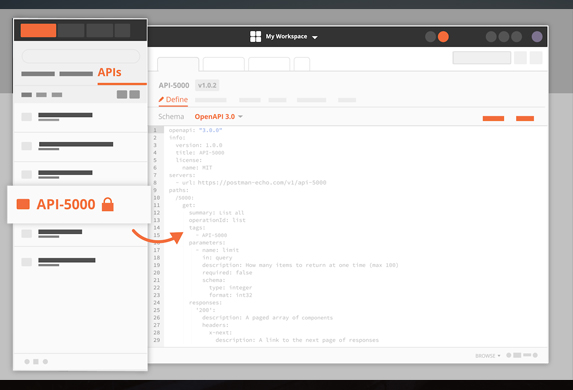 My Workspace
APIs
API-5000 v1.0.2
Define
Schema OpenAPI 3.0
API-5000
1 openapi: "3.0.0"
2 info:
3 version: 1.0.0
4 title: API-5000
5 license:
6 name: MIT
7 servers:
8 - url: https://postman-echo.com/v1/api-5000
9 paths:
10 /5000:
11 get:
12 summary: List all
13 operationId: list
14 tags:
15 - API-5000
16 parameters:
17 - name: limit
18 in: query
19 description: How many items to return at one time (max 100)
20 required: false
21 schema:
22 type: integer
23 format: int32
24 responses:
25 '200':
26 description: A paged array of components
27 headers:
28 x-next:
29 description: A link to the next page of responses
BROWSE